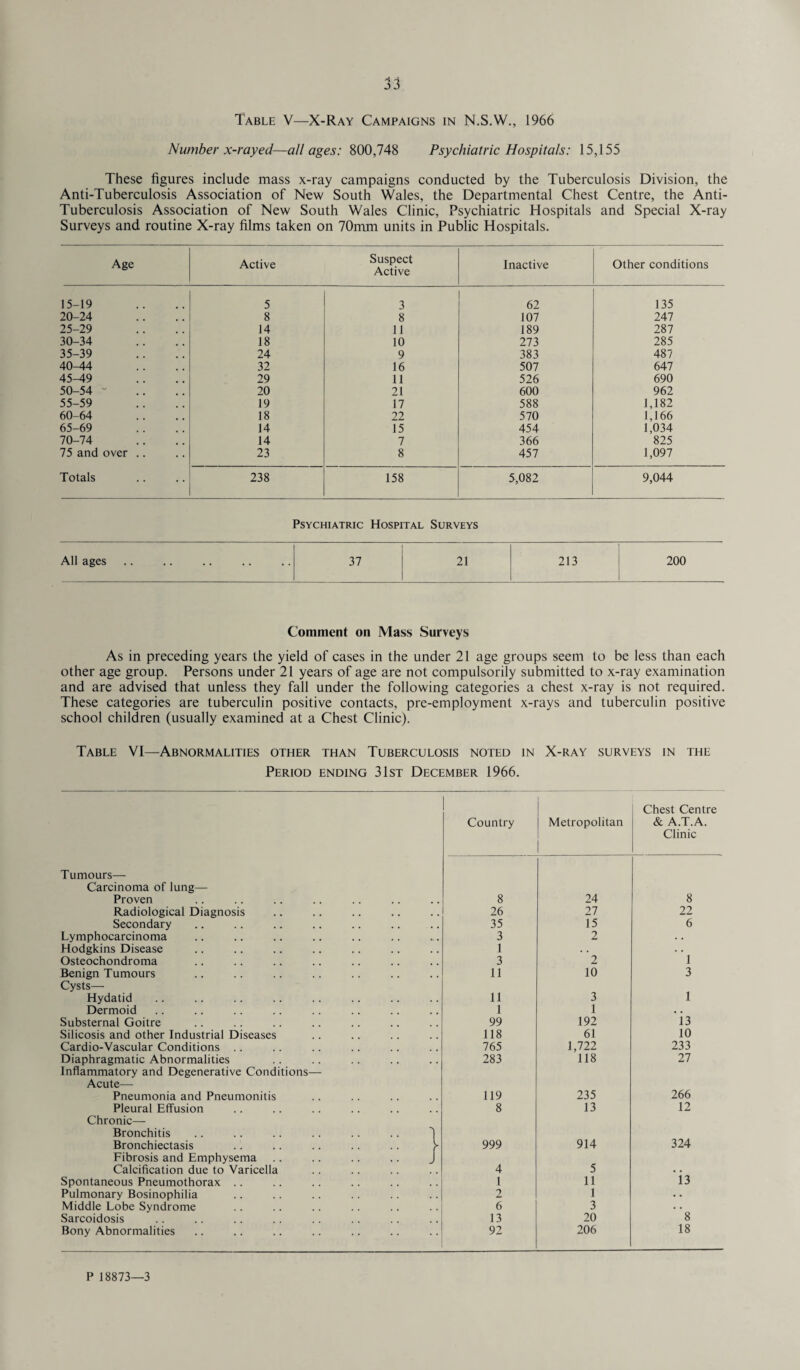 33
Table V—X-Ray Campaigns in N.S.W., 1966
Number x-rayed—all ages: 800,748 Psychiatric Hospitals: 15,155
These figures include mass x-ray campaigns conducted by the Tuberculosis Division, the
Anti-Tuberculosis Association of New South Wales, the Departmental Chest Centre, the Anti-
Tuberculosis Association of New South Wales Clinic, Psychiatric Hospitals and Special X-ray
Surveys and routine X-ray films taken on 70mm units in Public Hospitals.
Age Active Suspect Active Inactive Other conditions
15-19 .. .. 5 3 62 135
20-24 .. .. 8 8 107 247
25-29 .. .. 14 11 189 287
30-34 .. .. 18 10 273 285
35-39 .. .. 24 9 383 487
40-44 .. .. 32 16 507 647
45-49 .. .. 29 11 526 690
50-54 .. .. 20 21 600 962
55-59 .. .. 19 17 588 1,182
60-64 .. .. 18 22 570 1,166
65-69 .. .. 14 15 454 1,034
70-74 .. .. 14 7 366 825
75 and over .. .. 23 8 457 1,097
Totals .. .. 238 158 5,082 9,044
Psychiatric Hospital Surveys
All ages .. .. .. .. .. 37 21 213 200
Comment on Mass Surveys
As in preceding years the yield of cases in the under 21 age groups seem to be less than each
other age group. Persons under 21 years of age are not compulsorily submitted to x-ray examination
and are advised that unless they fall under the following categories a chest x-ray is not required.
These categories are tuberculin positive contacts, pre-employment x-rays and tuberculin positive
school children (usually examined at a Chest Clinic).
Table VI—Abnormalities other than Tuberculosis noted in X-ray surveys in the
Period ending 31st December 1966.
Country Metropolitan Chest Centre & A.T.A. Clinic
Tumours—
Carcinoma of lung—
Proven .. .. .. .. .. .. .. 8 24 8
Radiological Diagnosis .. .. .. .. .. 26 27 22
Secondary .. .. .. .. .. .. .. 35 15 6
Lymphocarcinoma .. .. .. .. .. .. .. 3 2 ..
Hodgkins Disease .. .. .. .. .. .. .. 1 .. ..
Osteochondroma .. .. .. .. .. .. .. 3 2 1
Benign Tumours .. .. .. .. .. .. .. 11 10 3
Cysts—
Hydatid .. .. .. .. .. .. .. .. 11 3 1
Dermoid .. .. .. .. .. .. .. .. 1 1 ..
Substernal Goitre .. .. .. .. .. .. .. 99 192 13
Silicosis and other Industrial Diseases .. .. .. .. 118 61 10
Cardio-Vascular Conditions .. .. .. .. .. .. 765 1,722 233
Diaphragmatic Abnormalities .. .. .. .. .. 283 118 27
Inflammatory and Degenerative Conditions—
Acute—
Pneumonia and Pneumonitis .. .. .. .. 119 235 266
Pleural Effusion .. .. .. .. .. .. 8 13 12
Chronic—
Bronchitis .. .. .. .. .. ..
Bronchiectasis .. .. .. .. .. } 999 914 324
Fibrosis and Emphysema .. .. .. ..
Calcification due to Varicella .. .. .. .. 4 5 ..
Spontaneous Pneumothorax .. .. .. .. .. .. 1 11 13
Pulmonary Bosinophilia .. .. .. .. .. .. 2 1 ..
Middle Lobe Syndrome .. .. .. .. .. .. 6 3 ..
Sarcoidosis .. .. .. .. .. .. .. .. 13 20 8
Bony Abnormalities .. .. .. .. .. .. .. 92 206 18
P 18873—3